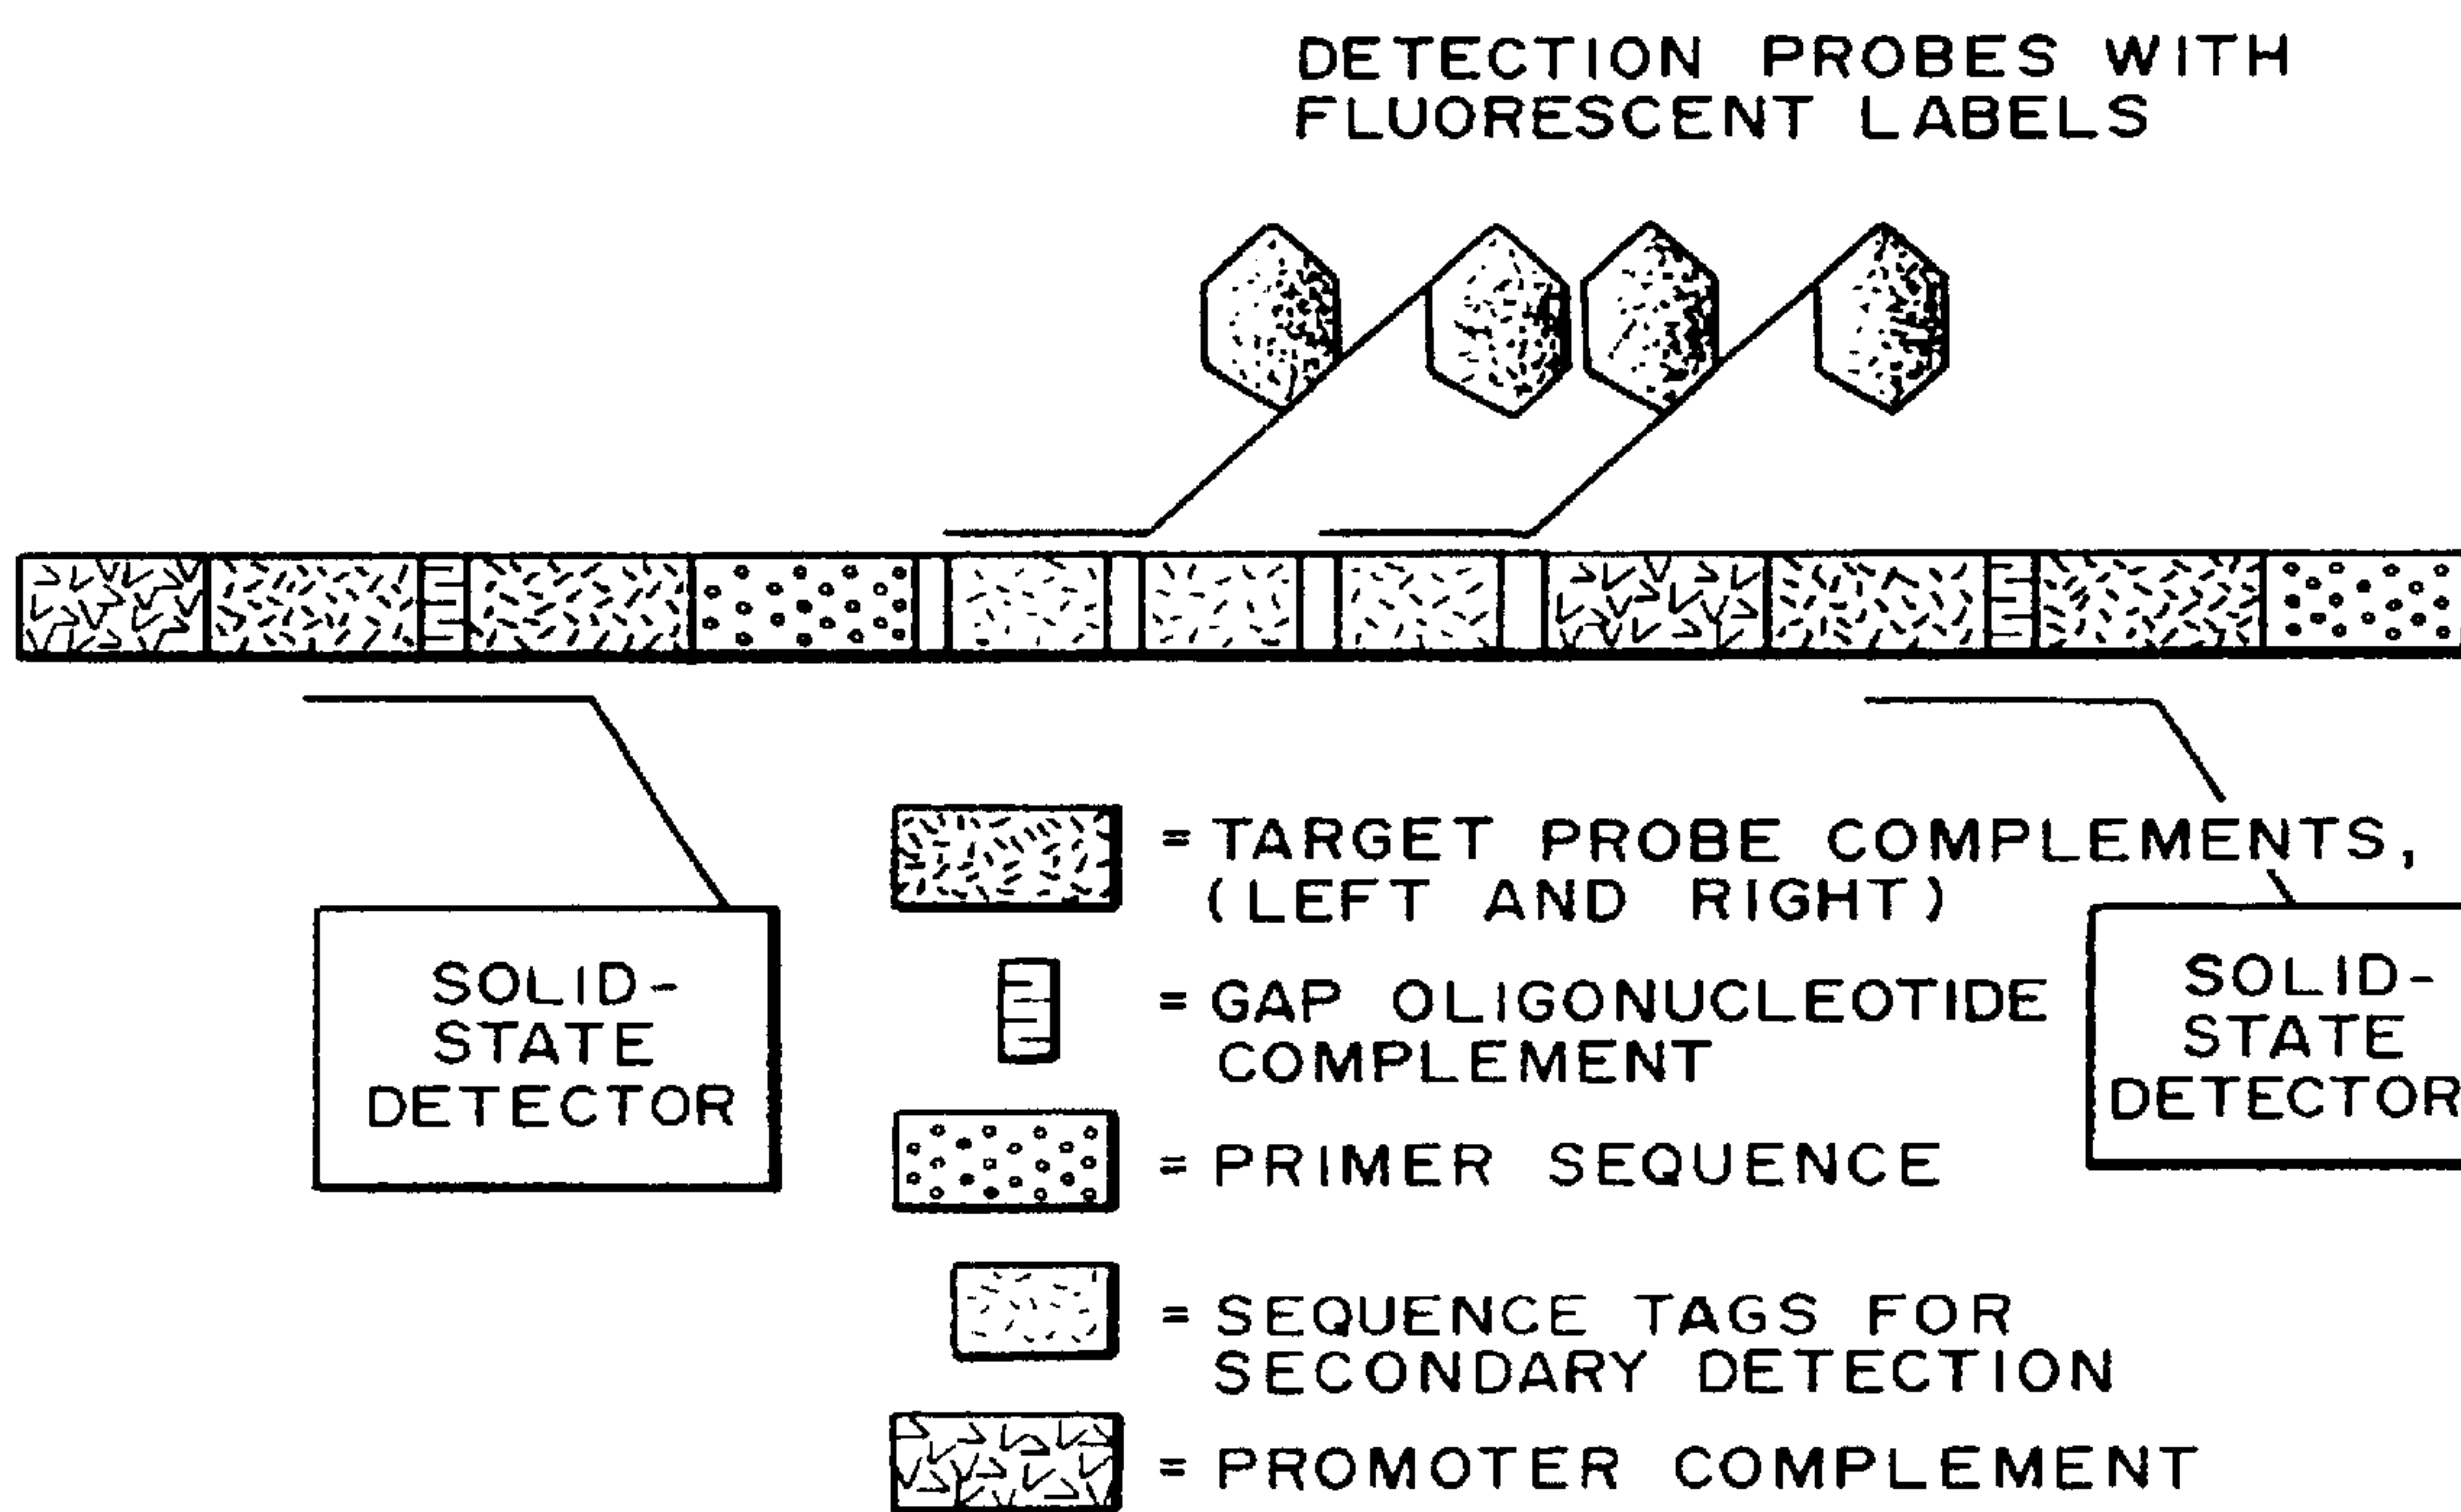 DETECTION PROBES WITH
FLUORESCENT LABELS
SOLID-
STATE
DETECTOR
= TARGET PROBE COMPLEMENTS,
(LEFT AND RIGHT)
= GAP OLIGONUCLEOTIDE
COMPLEMENT
= PRIMER SEQUENCE
= SEQUENCE TAGS FOR
SECONDARY DETECTION
= PROMOTER COMPLEMENT
SOLID-
STATE
DETECTOR